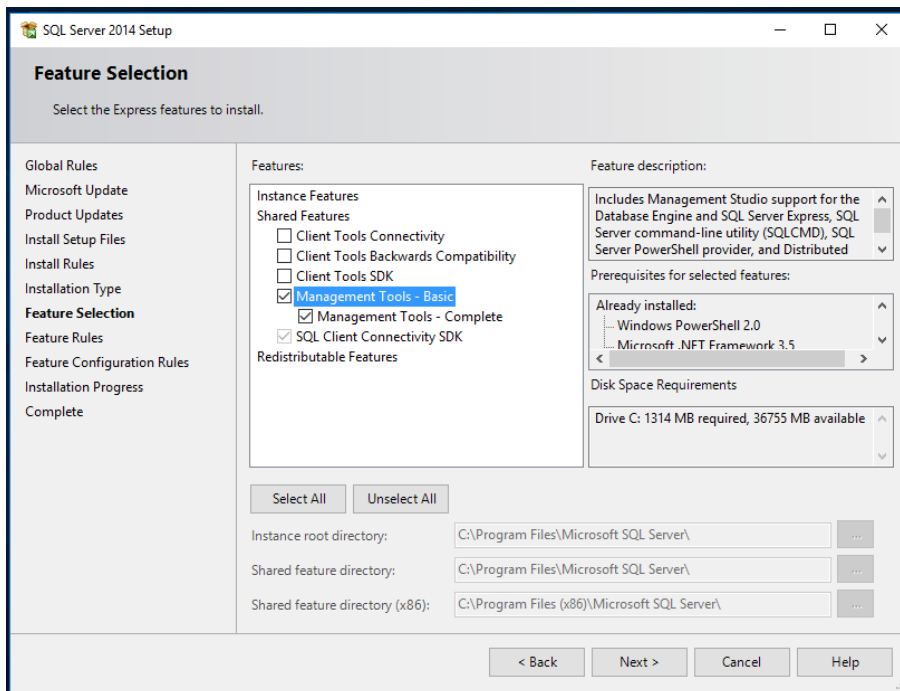 SQL Server 2014 Setup
Feature Selection
Select the Express features to install.
Global Rules
Microsoft Update
Product Updates
Install Setup Files
Install Rules
Installation Type
Feature Selection
Feature Rules
Feature Configuration Rules
Installation Progress
Complete
Features:
Instance Features
Shared Features
Client Tools Connectivity
Client Tools Backwards Compatibility
Client Tools SDK
Management Tools - Basic
Management Tools - Complete
SQL Client Connectivity SDK
Redistributable Features
Feature description:
Includes Management Studio support for the
Database Engine and SQL Server Express, SQL
Server command-line utility (SQLCMD), SQL
Server PowerShell provider, and Distributed
Prerequisites for selected features:
Already installed:
Windows PowerShell 2.0
Microsoft .NET Framework 3.5
Disk Space Requirements
Drive C: 1314 MB required, 36755 MB available
Select All
Unselect All
Instance root directory:
C:\Program Files\Microsoft SQL Server\
...
Shared feature directory:
C:\Program Files\Microsoft SQL Server\
...
Shared feature directory (x86):
C:\Program Files (x86)\Microsoft SQL Server\
...
< Back
Next >
Cancel
Help